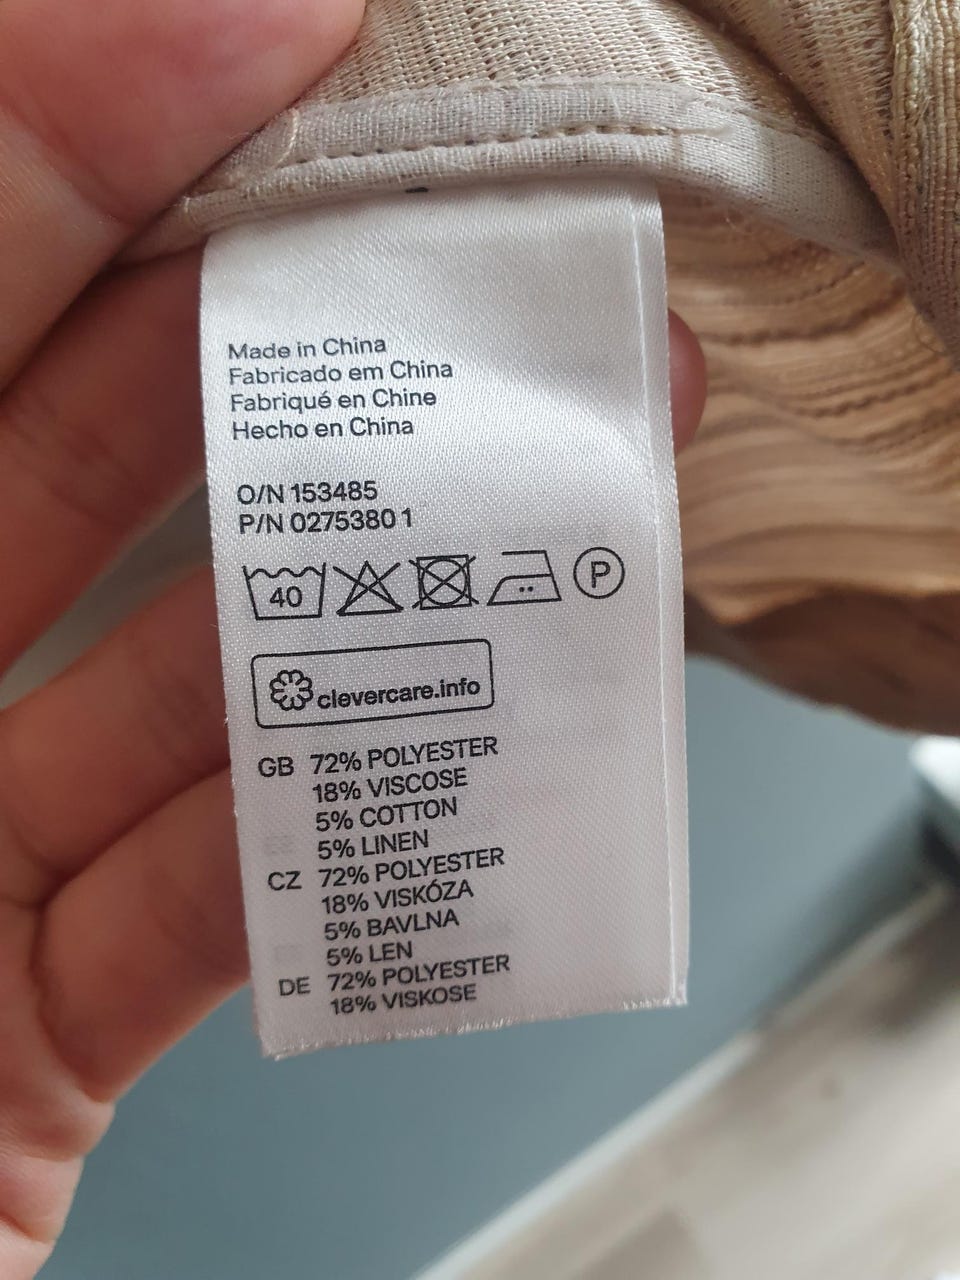 Made in China
Fabricado em China
Fabriqué en Chine
Hecho en China
O/N 153485
P/N 02753801
40 P
clevercare.info
GB 72% POLYESTER
18% VISCOSE
5% COTTON
5% LINEN
CZ 72% POLYESTER
18% VISKÓZA
5% BAVLNA
5% LEN
DE 72% POLYESTER
18% VISKOSE